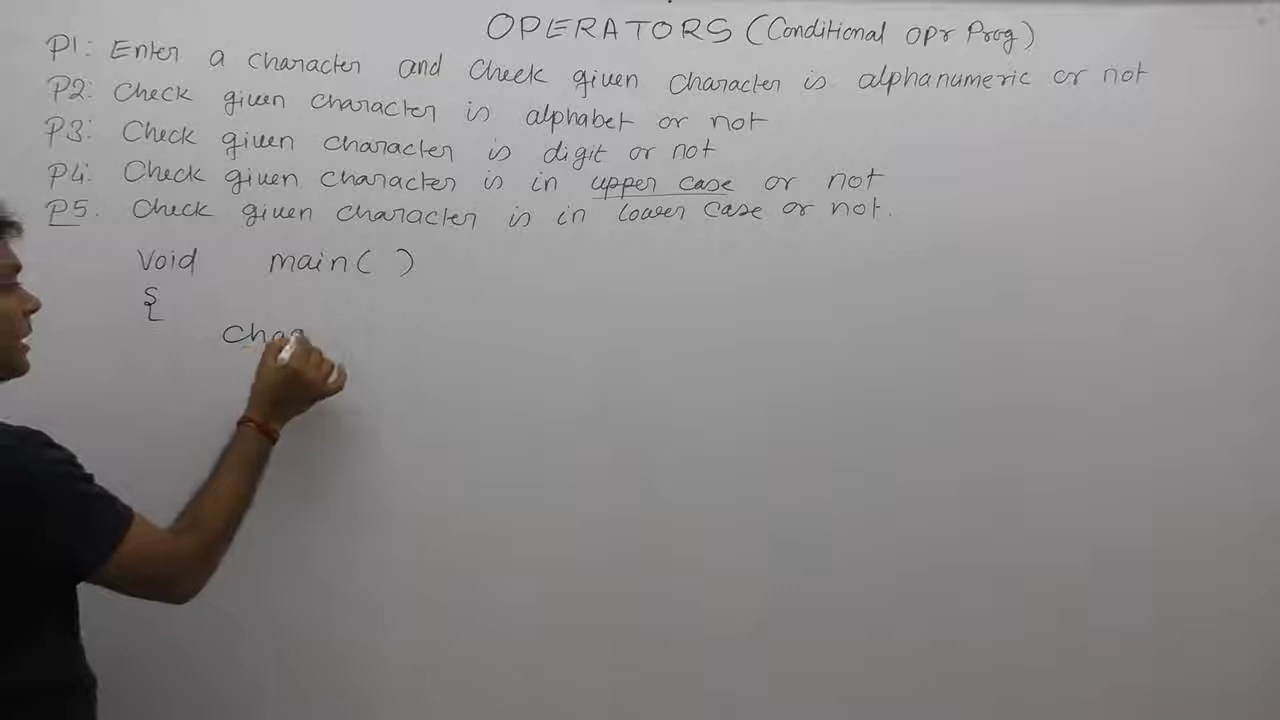 OPERATORS (Conditional opr Prog)
P1: Enter a character and Check given character is alphanumeric or not
P2: Check given character is alphabet or not
P3: Check given character is digit or not
P4: Check given character is in upper case or not
P5. Check given character is in lower case or not.
Void main( )
{
Char